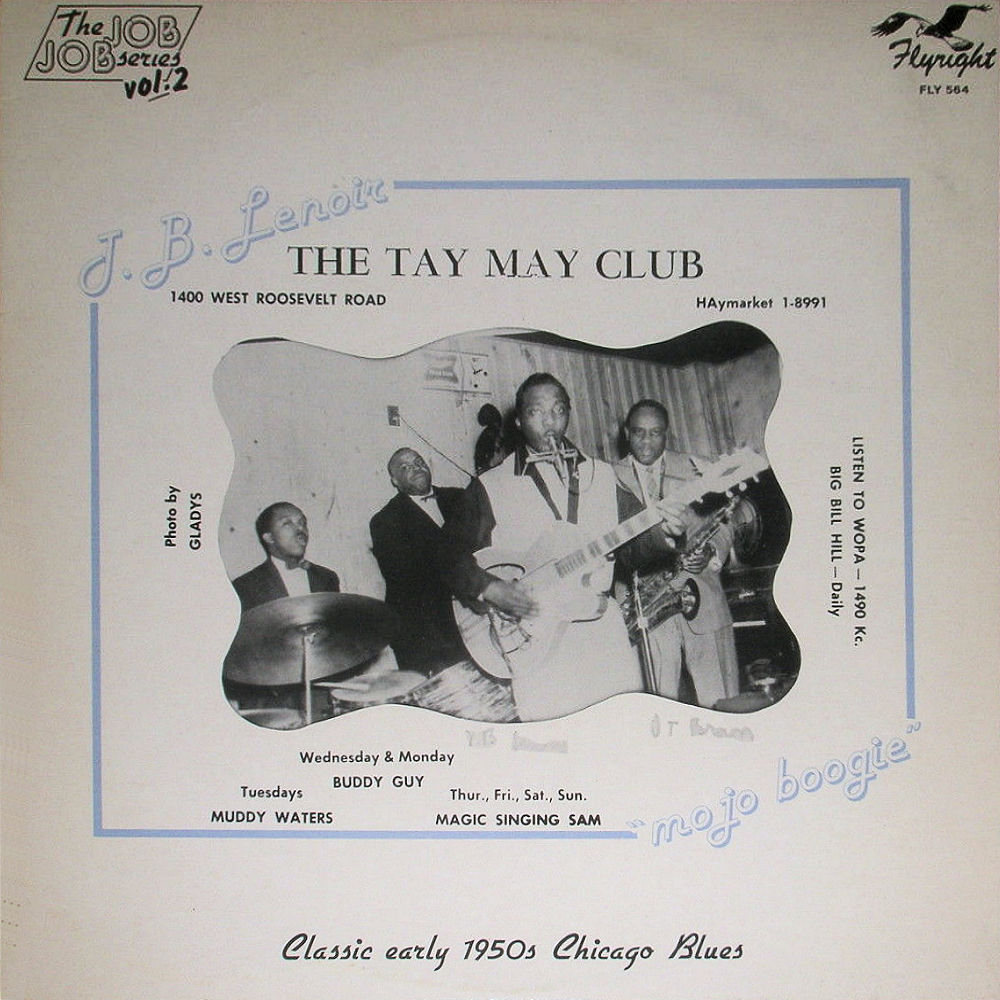 The JOB
JOB series
vol:2
Flyright
FLY 564
J. B. Lenoir
THE TAY MAY CLUB
1400 WEST ROOSEVELT ROAD
HAymarket 1-8991
Photo by
GLADYS
LISTEN TO WOPA — 1490 Kc.
BIG BILL HILL — Daily
J T Brown
Wednesday & Monday
BUDDY GUY
Tuesdays
MUDDY WATERS
Thur., Fri., Sat., Sun.
MAGIC SINGING SAM
"mojo boogie"
Classic early 1950s Chicago Blues